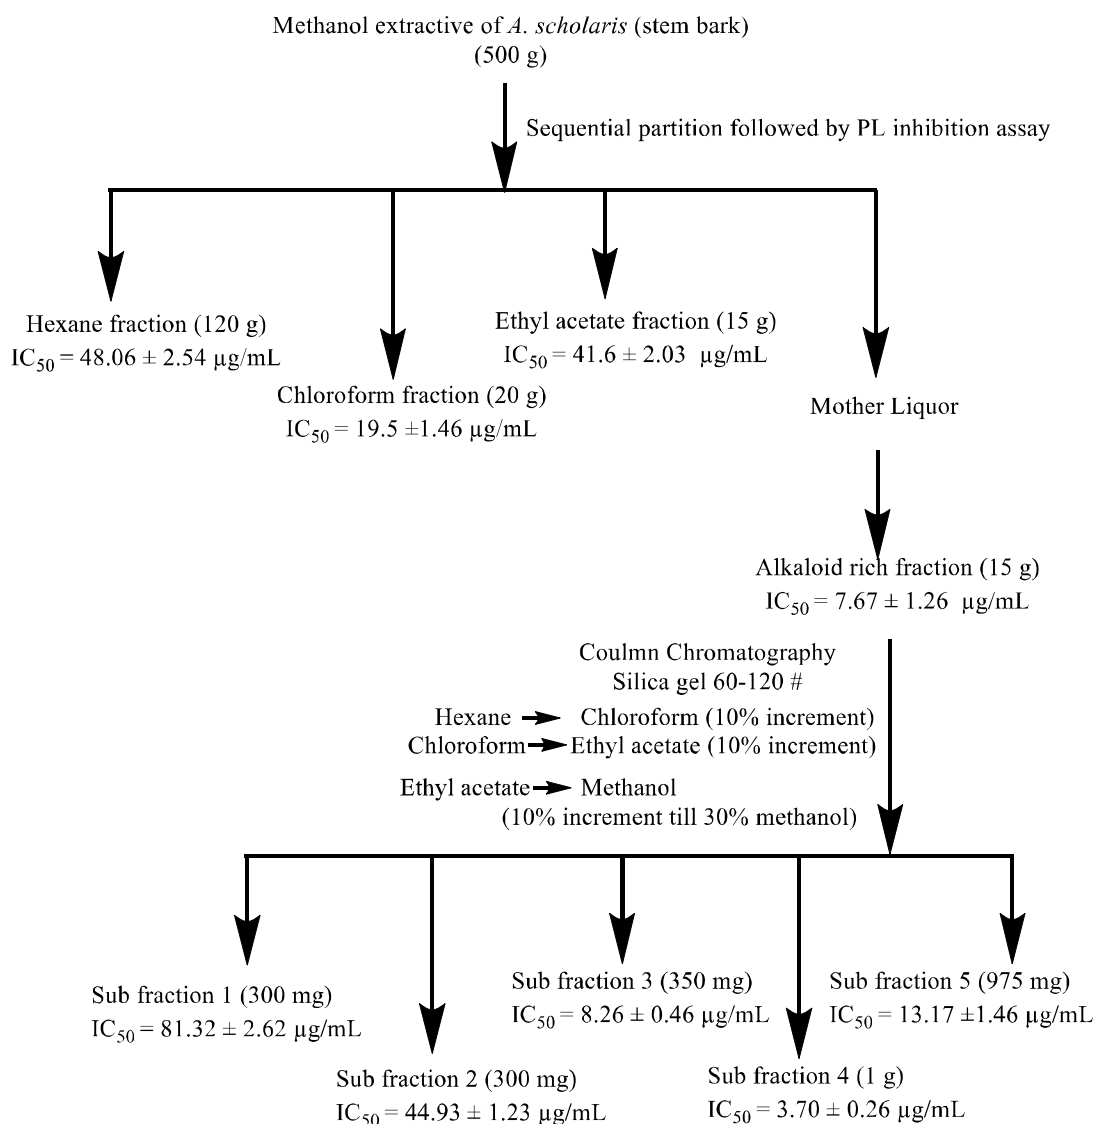 Methanol extractive of A. scholaris (stem bark)
(500 g)
Sequential partition followed by PL inhibition assay
Hexane fraction (120 g)
IC50 = 48.06 ± 2.54 µg/mL
Chloroform fraction (20 g)
IC50 = 19.5 ±1.46 µg/mL
Ethyl acetate fraction (15 g)
IC50 = 41.6 ± 2.03 µg/mL
Mother Liquor
Alkaloid rich fraction (15 g)
IC50 = 7.67 ± 1.26 µg/mL
Coulmn Chromatography
Silica gel 60-120 #
Hexane → Chloroform (10% increment)
Chloroform → Ethyl acetate (10% increment)
Ethyl acetate → Methanol
(10% increment till 30% methanol)
Sub fraction 1 (300 mg)
IC50 = 81.32 ± 2.62 µg/mL
Sub fraction 2 (300 mg)
IC50 = 44.93 ± 1.23 µg/mL
Sub fraction 3 (350 mg)
IC50 = 8.26 ± 0.46 µg/mL
Sub fraction 4 (1 g)
IC50 = 3.70 ± 0.26 µg/mL
Sub fraction 5 (975 mg)
IC50 = 13.17 ±1.46 µg/mL